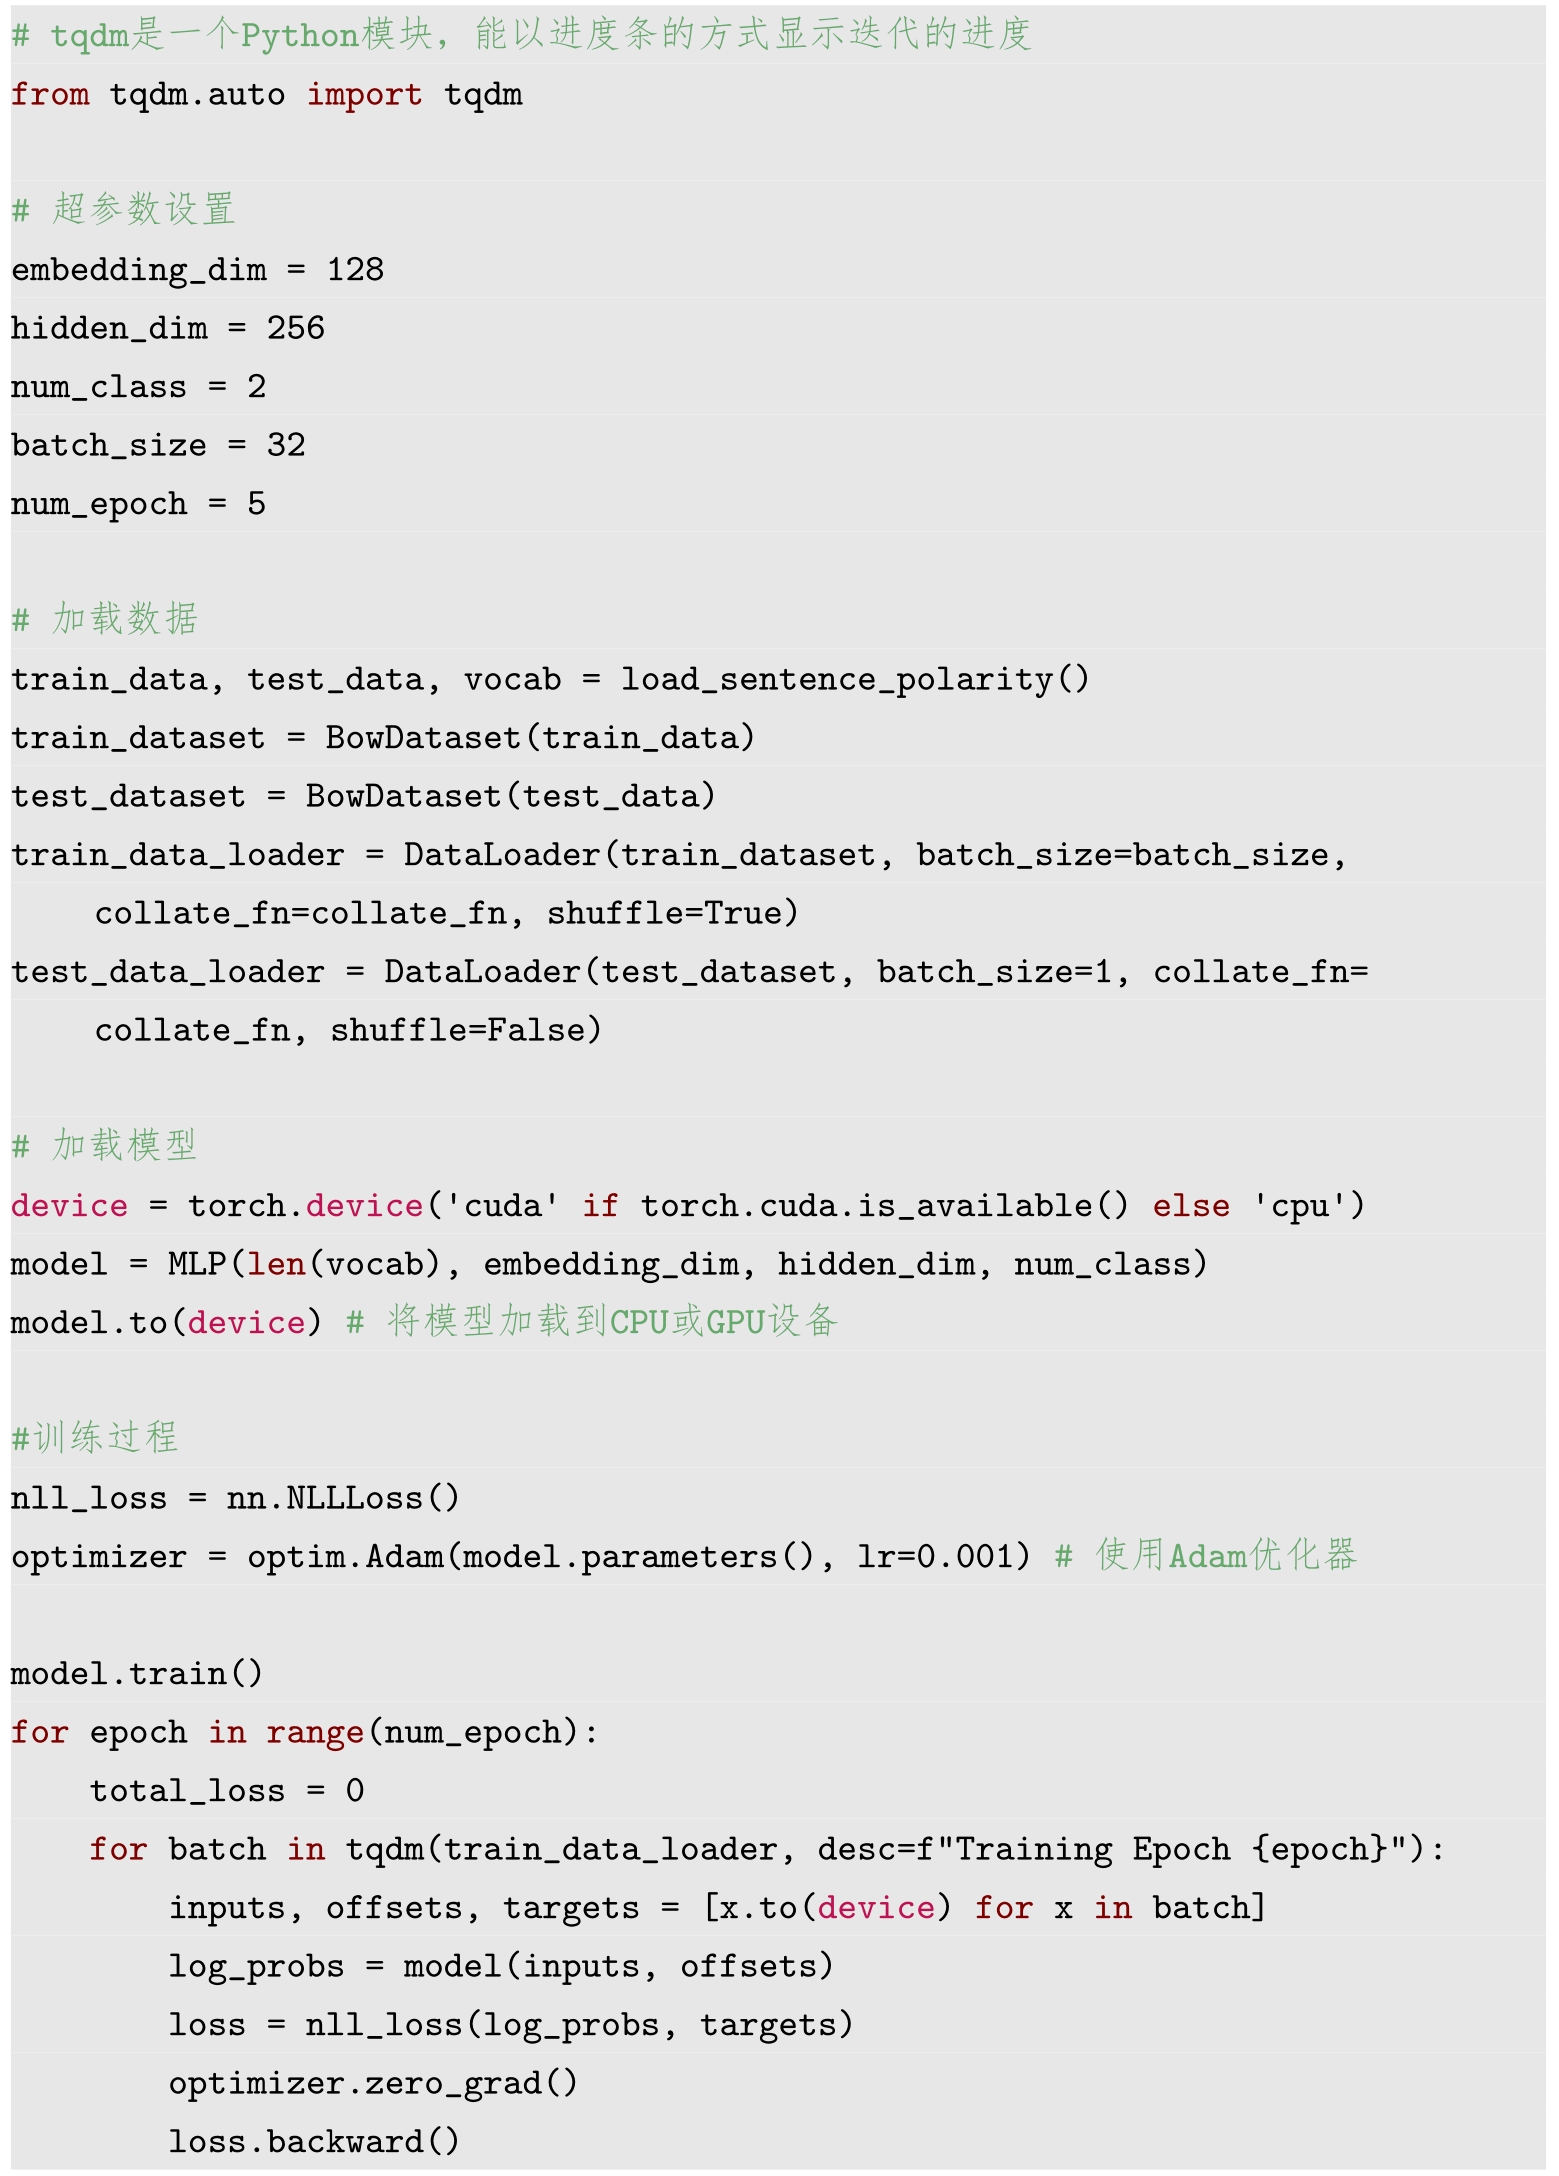 # tqdm是一个Python模块，能以进度条的方式显示迭代的进度
from tqdm.auto import tqdm

# 超参数设置
embedding_dim = 128
hidden_dim = 256
num_class = 2
batch_size = 32
num_epoch = 5

# 加载数据
train_data, test_data, vocab = load_sentence_polarity()
train_dataset = BowDataset(train_data)
test_dataset = BowDataset(test_data)
train_data_loader = DataLoader(train_dataset, batch_size=batch_size,
    collate_fn=collate_fn, shuffle=True)
test_data_loader = DataLoader(test_dataset, batch_size=1, collate_fn=
    collate_fn, shuffle=False)

# 加载模型
device = torch.device('cuda' if torch.cuda.is_available() else 'cpu')
model = MLP(len(vocab), embedding_dim, hidden_dim, num_class)
model.to(device) # 将模型加载到CPU或GPU设备

#训练过程
nll_loss = nn.NLLLoss()
optimizer = optim.Adam(model.parameters(), lr=0.001) # 使用Adam优化器

model.train()
for epoch in range(num_epoch):
    total_loss = 0
    for batch in tqdm(train_data_loader, desc=f"Training Epoch {epoch}"):
        inputs, offsets, targets = [x.to(device) for x in batch]
        log_probs = model(inputs, offsets)
        loss = nll_loss(log_probs, targets)
        optimizer.zero_grad()
        loss.backward()